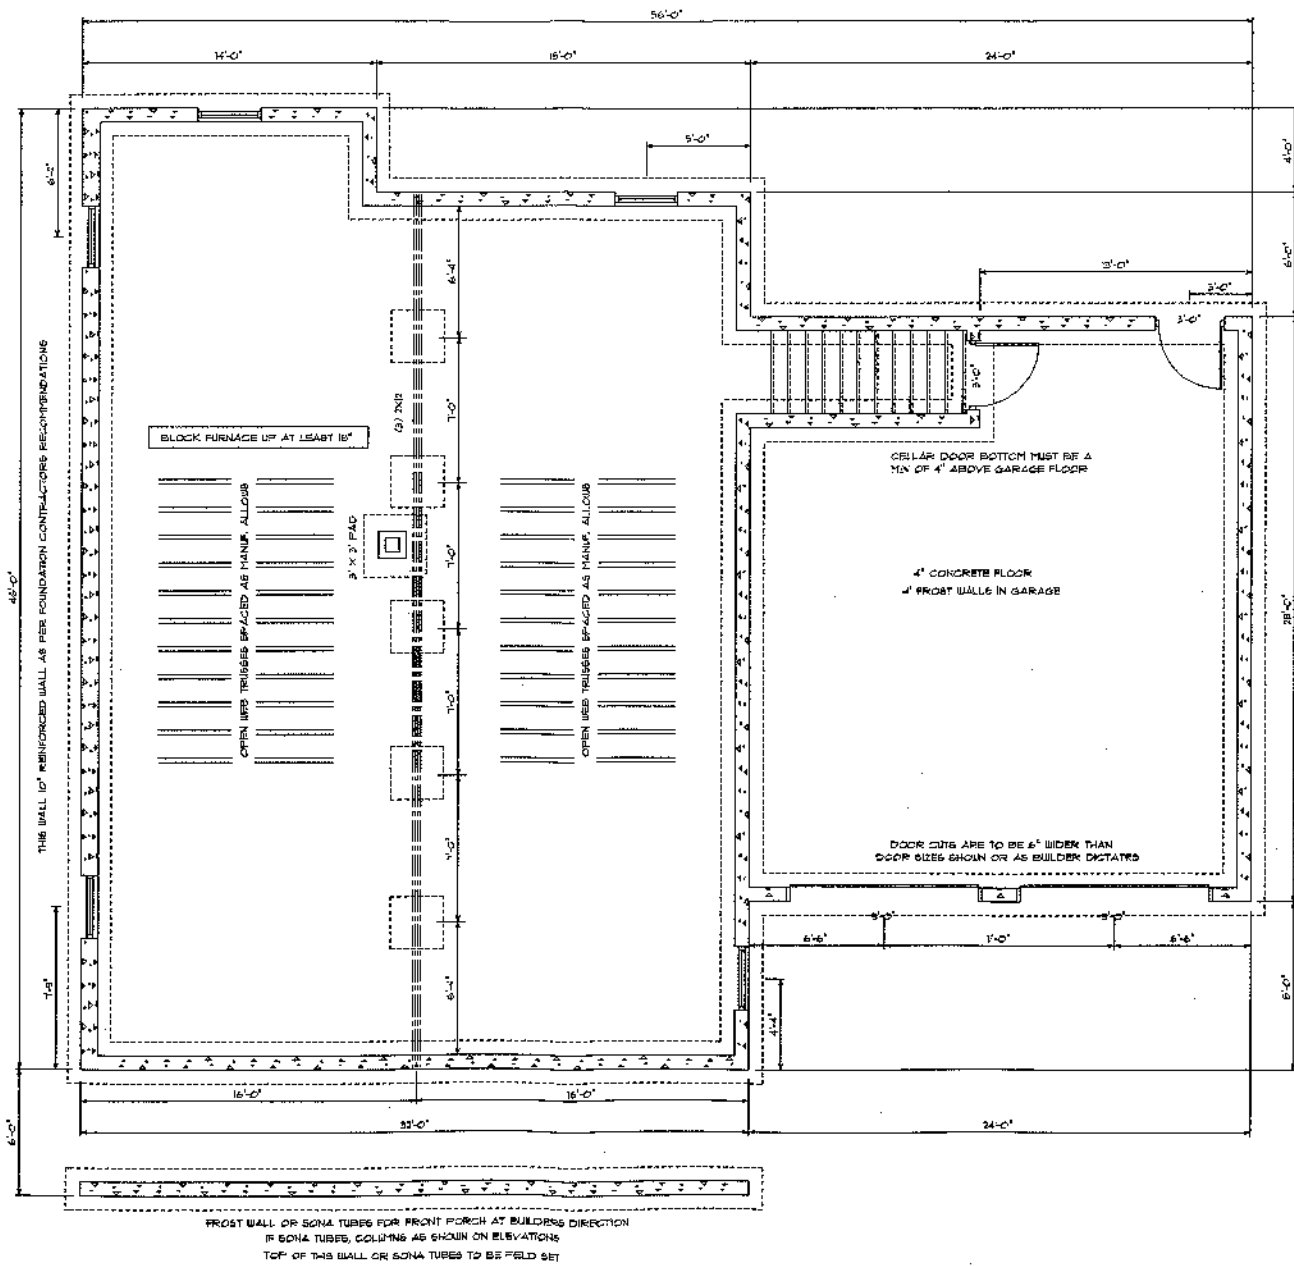 56'-0"
14'-0"
18'-0"
24'-0"
5'-0"
4'-0"
6'-2"
6'-0"
13'-0"
3'-0"
3'-0"
6'-4"
3'-0"
(3) 2X12
7'-0"
BLOCK FURNACE UP AT LEAST 18"
CELLAR DOOR BOTTOM MUST BE A
MIN OF 4" ABOVE GARAGE FLOOR
THIS WALL 10" REINFORCED WALL AS PER FOUNDATION CONTRACTORS RECOMMENDATIONS
46'-0"
OPEN WEB TRUSSES SPACED AS MANUF. ALLOWS
3' X 3' PAD
7'-0"
OPEN WEB TRUSSES SPACED AS MANUF. ALLOWS
4" CONCRETE FLOOR
4' FROST WALLS IN GARAGE
28'-0"
7'-0"
7'-0"
DOOR CUTS ARE TO BE 6" WIDER THAN
DOOR SIZES SHOWN OR AS BUILDER DICTATES
9'-0"
9'-0"
6'-6"
6'-6"
6'-4"
4'-4"
16'-0"
16'-0"
32'-0"
24'-0"
6'-0"
FROST WALL OR SONA TUBES FOR FRONT PORCH AT BUILDERS DIRECTION
IF SONA TUBES, COLUMNS AS SHOWN ON ELEVATIONS
TOP OF THIS WALL OR SONA TUBES TO BE FIELD SET